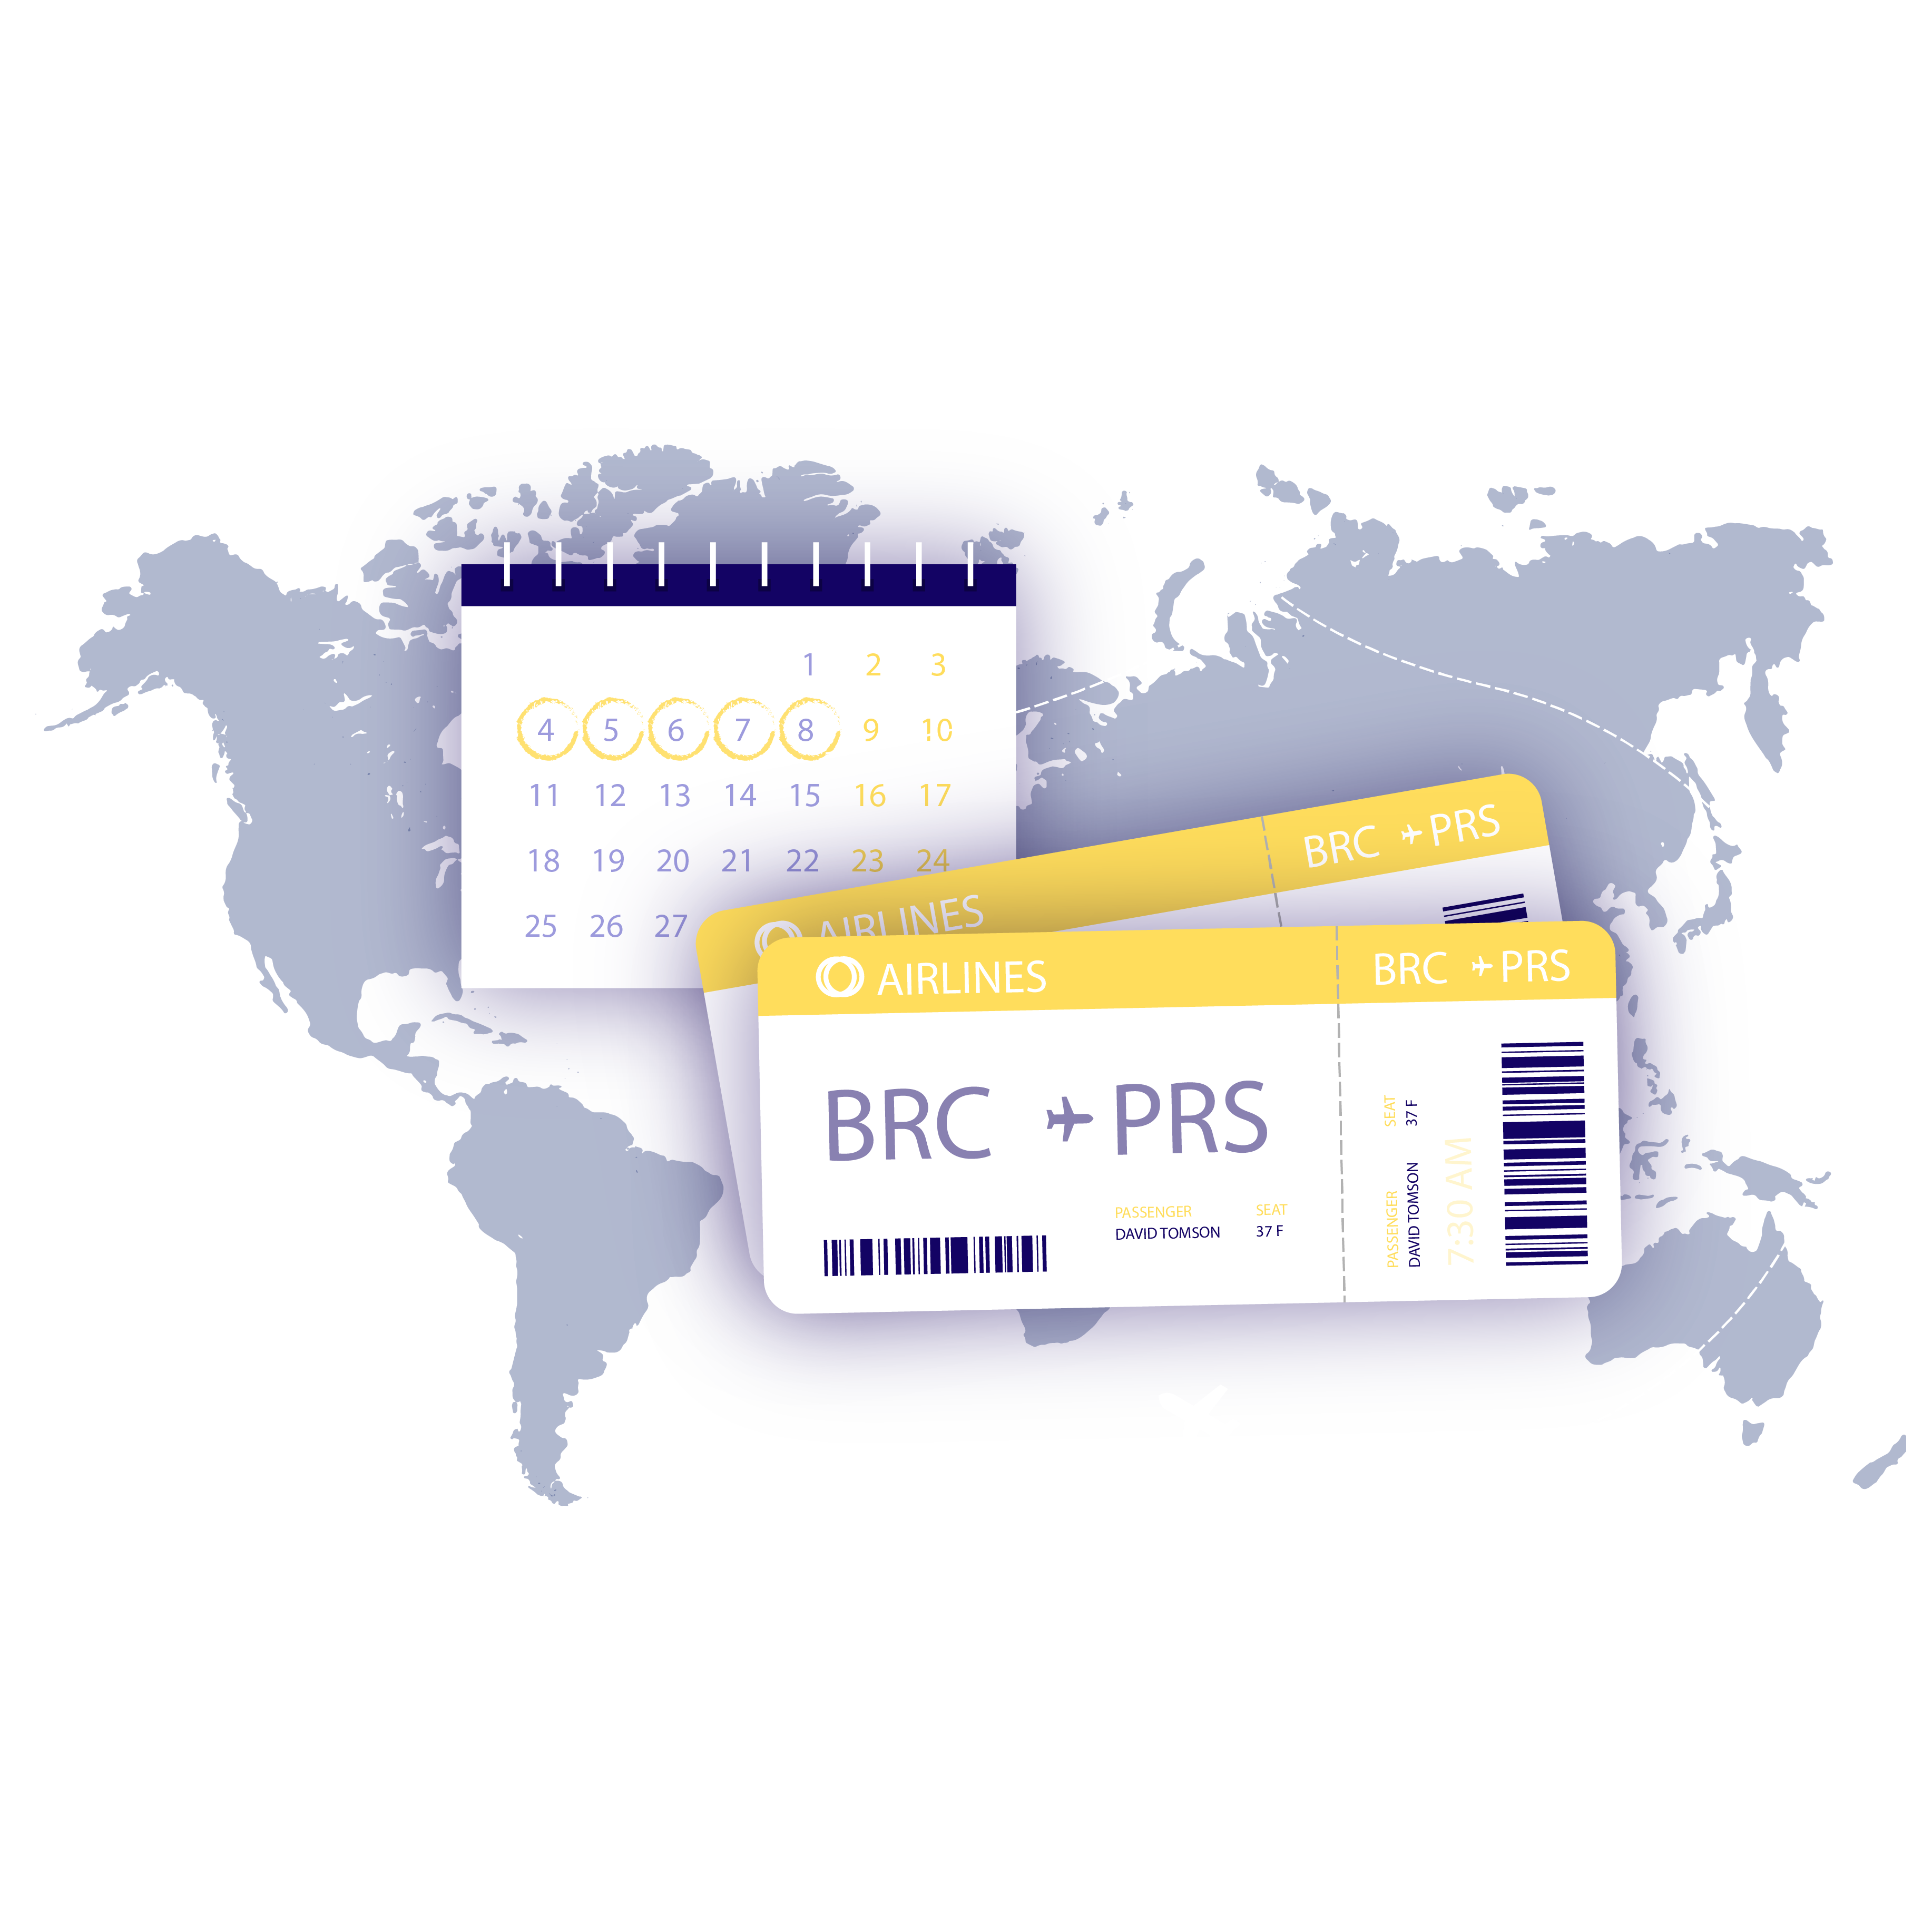 1 2 3
4 5 6 7 8 9 10
11 12 13 14 15 16 17
18 19 20 21 22 23 24
25 26 27
AIRLINES
BRC PRS
AIRLINES
BRC PRS
BRC PRS
PASSENGER SEAT
DAVID TOMSON 37 F
PASSENGER SEAT
DAVID TOMSON 37 F
7:30 AM